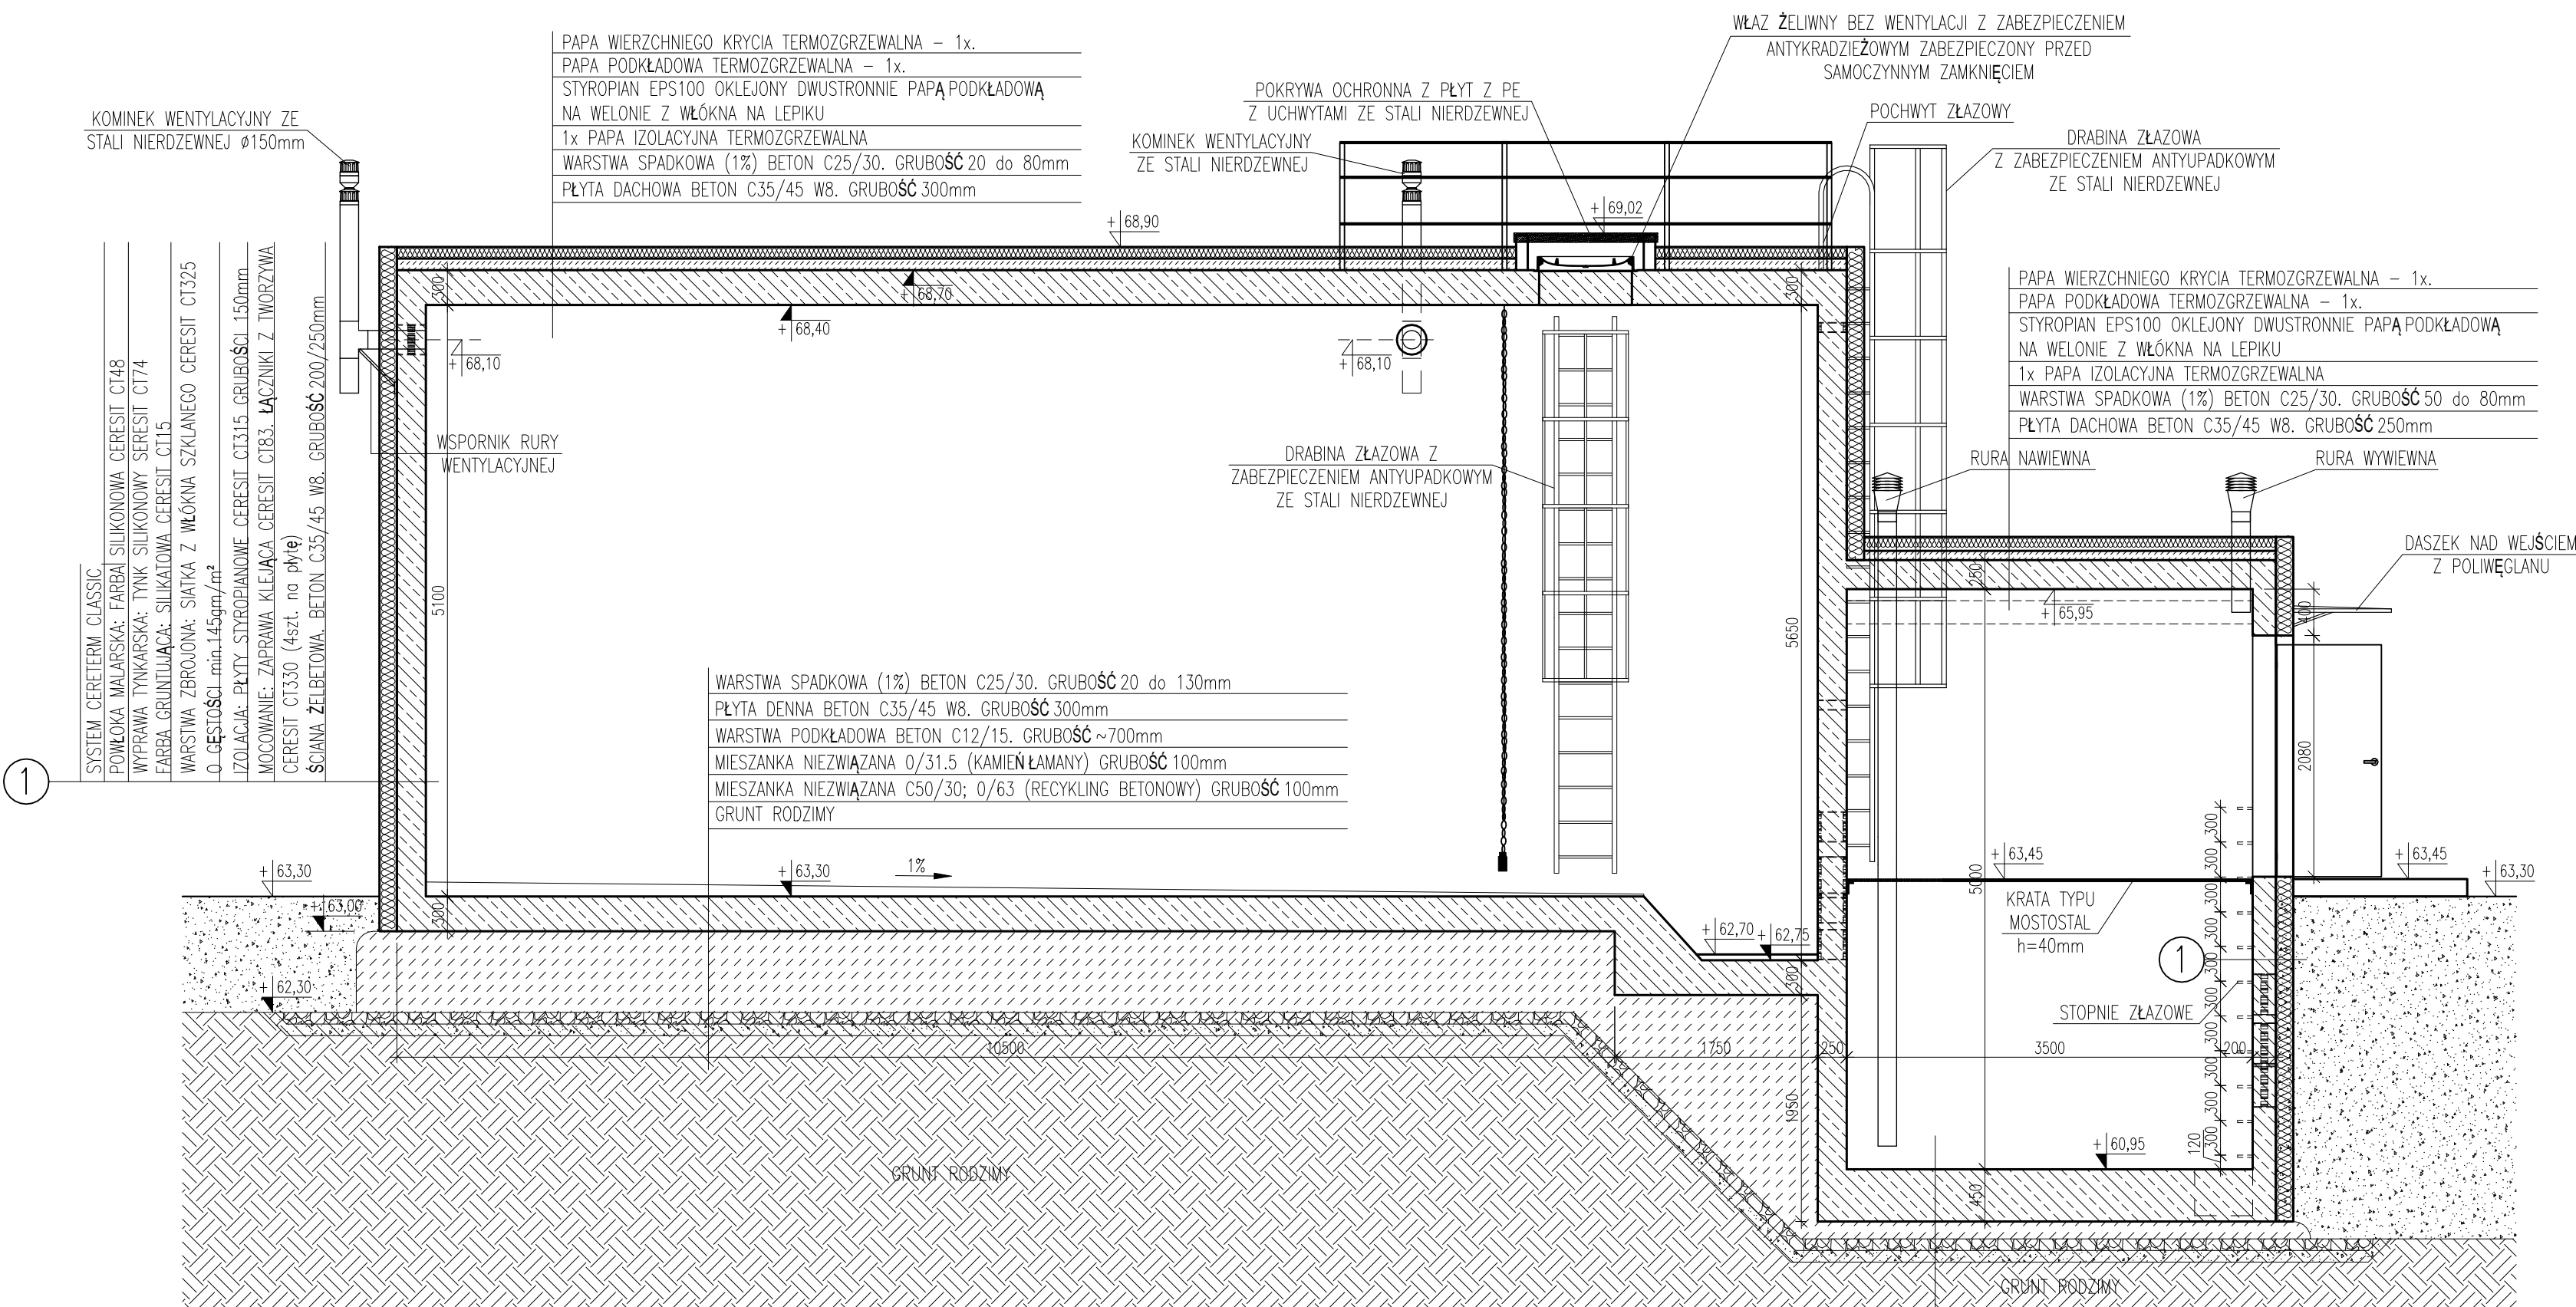 PAPA WIERZCHNIEGO KRYCIA TERMOZGRZEWALNA – 1x.
PAPA PODKŁADOWA TERMOZGRZEWALNA – 1x.
STYROPIAN EPS100 OKLEJONY DWUSTRONNIE PAPĄ PODKŁADOWĄ
NA WELONIE Z WŁÓKNA NA LEPIKU
1x PAPA IZOLACYJNA TERMOZGRZEWALNA
WARSTWA SPADKOWA (1%) BETON C25/30. GRUBOŚĆ 20 do 80mm
PŁYTA DACHOWA BETON C35/45 W8. GRUBOŚĆ 300mm
KOMINEK WENTYLACYJNY ZE
STALI NIERDZEWNEJ Ø150mm
WŁAZ ŻELIWNY BEZ WENTYLACJI Z ZABEZPIECZENIEM
ANTYKRADZIEŻOWYM ZABEZPIECZONY PRZED
SAMOCZYNNYM ZAMKNIĘCIEM
POKRYWA OCHRONNA Z PŁYT Z PE
Z UCHWYTAMI ZE STALI NIERDZEWNEJ
KOMINEK WENTYLACYJNY
ZE STALI NIERDZEWNEJ
POCHWYT ZŁAZOWY
DRABINA ZŁAZOWA
Z ZABEZPIECZENIEM ANTYUPADKOWYM
ZE STALI NIERDZEWNEJ
+68,90
+69,02
+68,70
+68,40
300
300
+68,10
+68,10
PAPA WIERZCHNIEGO KRYCIA TERMOZGRZEWALNA – 1x.
PAPA PODKŁADOWA TERMOZGRZEWALNA – 1x.
STYROPIAN EPS100 OKLEJONY DWUSTRONNIE PAPĄ PODKŁADOWĄ
NA WELONIE Z WŁÓKNA NA LEPIKU
1x PAPA IZOLACYJNA TERMOZGRZEWALNA
WARSTWA SPADKOWA (1%) BETON C25/30. GRUBOŚĆ 50 do 80mm
PŁYTA DACHOWA BETON C35/45 W8. GRUBOŚĆ 250mm
RURA NAWIEWNA
RURA WYWIEWNA
DASZEK NAD WEJŚCIEM
Z POLIWĘGLANU
SYSTEM CERETERM CLASSIC
POWŁOKA MALARSKA: FARBA SILIKONOWA CERESIT CT48
WYPRAWA TYNKARSKA: TYNK SILIKONOWY SERESIT CT74
FARBA GRUNTUJĄCA: SILIKATOWA CERESIT CT15
WARSTWA ZBROJONA: SIATKA Z WŁÓKNA SZKLANEGO CERESIT CT325
O GĘSTOŚCI min.145gm/m²
IZOLACJA: PŁYTY STYROPIANOWE CERESIT CT315 GRUBOŚCI 150mm
MOCOWANIE: ZAPRAWA KLEJĄCA CERESIT CT83. ŁĄCZNIKI Z TWORZYWA
CERESIT CT330 (4szt. na płytę)
ŚCIANA ŻELBETOWA. BETON C35/45 W8. GRUBOŚĆ 200/250mm
WSPORNIK RURY
WENTYLACYJNEJ
DRABINA ZŁAZOWA Z
ZABEZPIECZENIEM ANTYUPADKOWYM
ZE STALI NIERDZEWNEJ
5100
5650
250
+65,95
400
2080
WARSTWA SPADKOWA (1%) BETON C25/30. GRUBOŚĆ 20 do 130mm
PŁYTA DENNA BETON C35/45 W8. GRUBOŚĆ 300mm
WARSTWA PODKŁADOWA BETON C12/15. GRUBOŚĆ ~700mm
MIESZANKA NIEZWIĄZANA 0/31.5 (KAMIEŃ ŁAMANY) GRUBOŚĆ 100mm
MIESZANKA NIEZWIĄZANA C50/30; 0/63 (RECYKLING BETONOWY) GRUBOŚĆ 100mm
GRUNT RODZIMY
1
+63,30
+63,30
1%
+63,45
+63,45
+63,30
+63,00
300
5000
KRATA TYPU
MOSTOSTAL
h=40mm
+62,70
+62,75
300
1
+62,30
STOPNIE ZŁAZOWE
300
300
300
300
300
300
300
300
300
300
120
10500
1750
250
3500
200
1950
+60,95
450
GRUNT RODZIMY
GRUNT RODZIMY